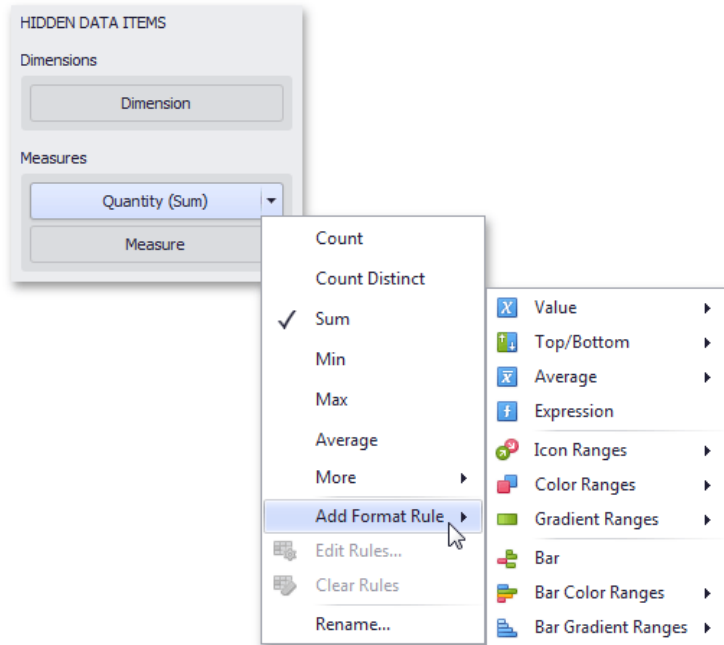 HIDDEN DATA ITEMS
Dimensions
Dimension
Measures
Quantity (Sum)
Measure
Count
Count Distinct
Sum
Min
Max
Average
More
Add Format Rule
Edit Rules...
Clear Rules
Rename...
Value
Top/Bottom
Average
Expression
Icon Ranges
Color Ranges
Gradient Ranges
Bar
Bar Color Ranges
Bar Gradient Ranges